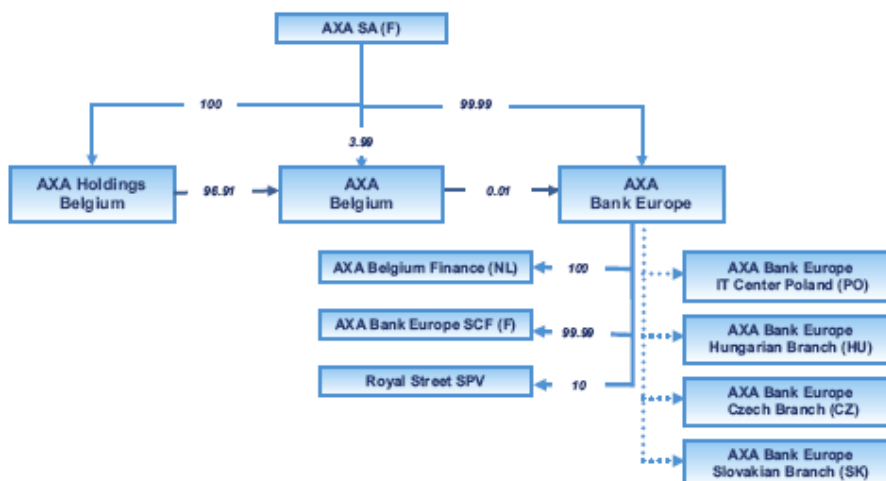 AXA SA (F)
100
99.99
3.99
AXA Holdings
Belgium
96.91
AXA
Belgium
0.01
AXA
Bank Europe
AXA Belgium Finance (NL)
100
AXA Bank Europe
IT Center Poland (PO)
AXA Bank Europe SCF (F)
99.99
AXA Bank Europe
Hungarian Branch (HU)
Royal Street SPV
10
AXA Bank Europe
Czech Branch (CZ)
AXA Bank Europe
Slovakian Branch (SK)